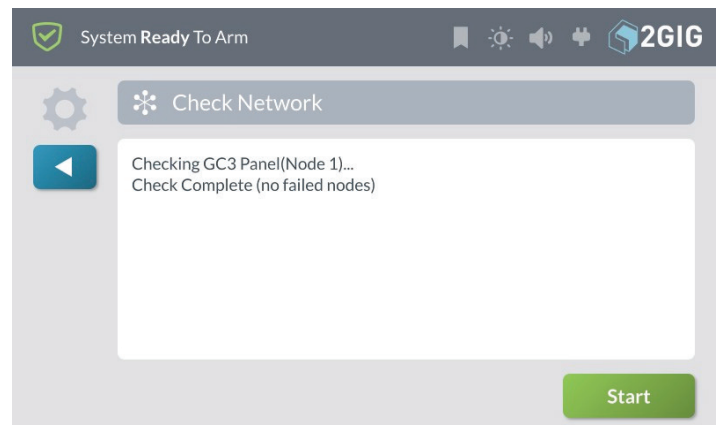 System Ready To Arm
2GIG
Check Network
Checking GC3 Panel(Node 1)...
Check Complete (no failed nodes)
Start